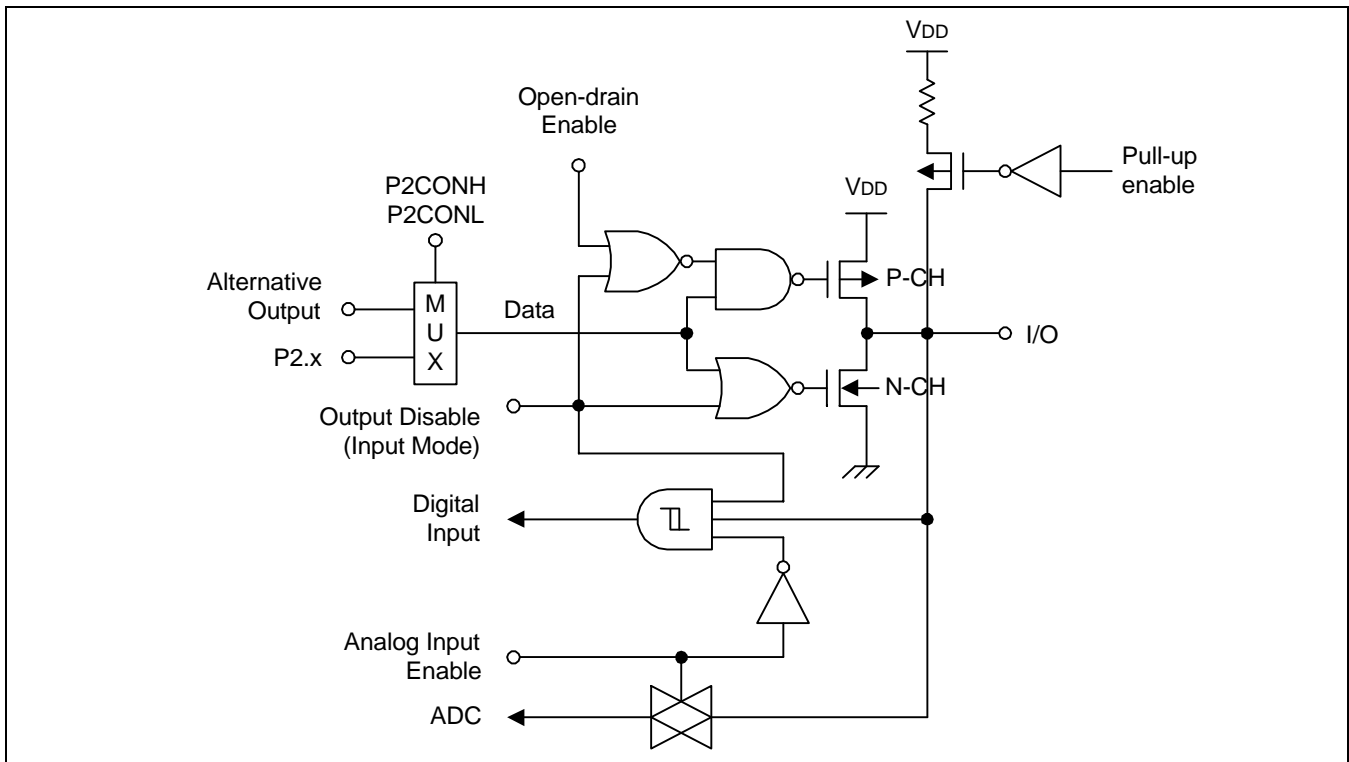 VDD
Open-drain
Enable
Pull-up
enable
P2CONH
P2CONL
VDD
Alternative
Output
M
U
X
Data
P-CH
P2.x
I/O
N-CH
Output Disable
(Input Mode)
Digital
Input
Analog Input
Enable
ADC